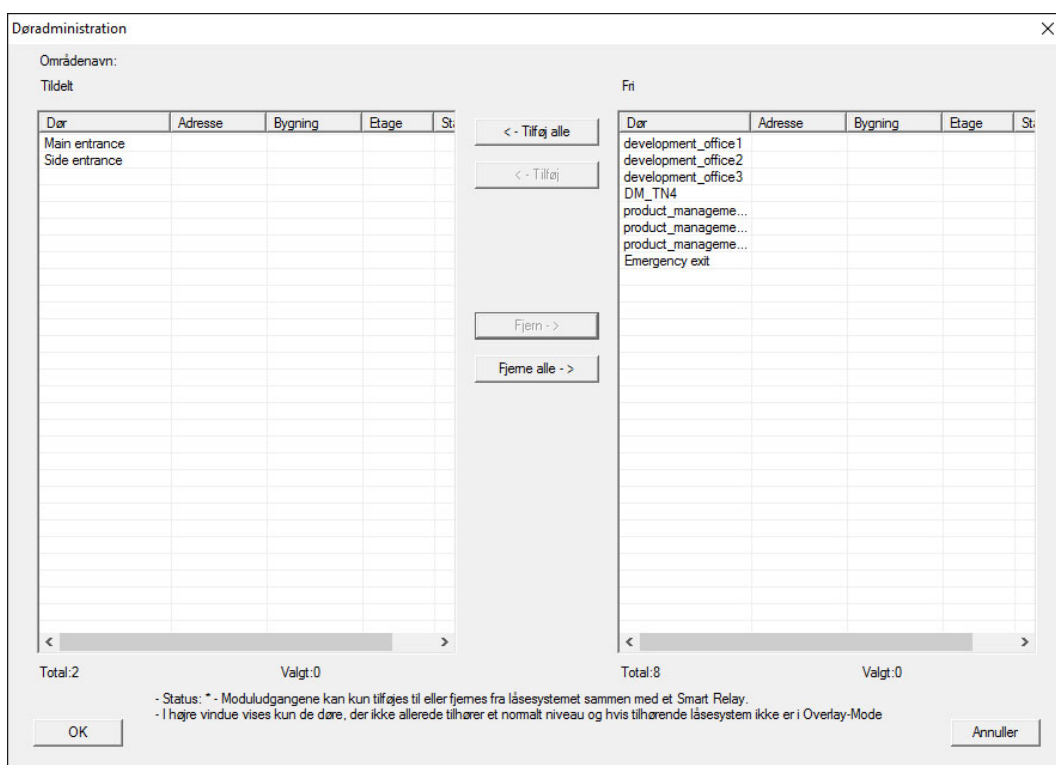 Døradministration
Områdenavn:
Tildelt
Fri
Dør Adresse Bygning Etage
Main entrance
Side entrance
< - Tilføj alle
< - Tilføj
Fjern - >
Fjerne alle - >
Dør Adresse Bygning Etage
development_office1
development_office2
development_office3
DM_TN4
product_manageme...
product_manageme...
product_manageme...
Emergency exit
Total:2 Valgt:0
Total:8 Valgt:0
- Status: * - Moduludgangene kan kun tilføjes til eller fjernes fra låsesystemet sammen med et Smart Relay.
- I højre vindue vises kun de døre, der ikke allerede tilhører et normalt niveau og hvis tilhørende låsesystem ikke er i Overlay-Mode
OK
Annuller